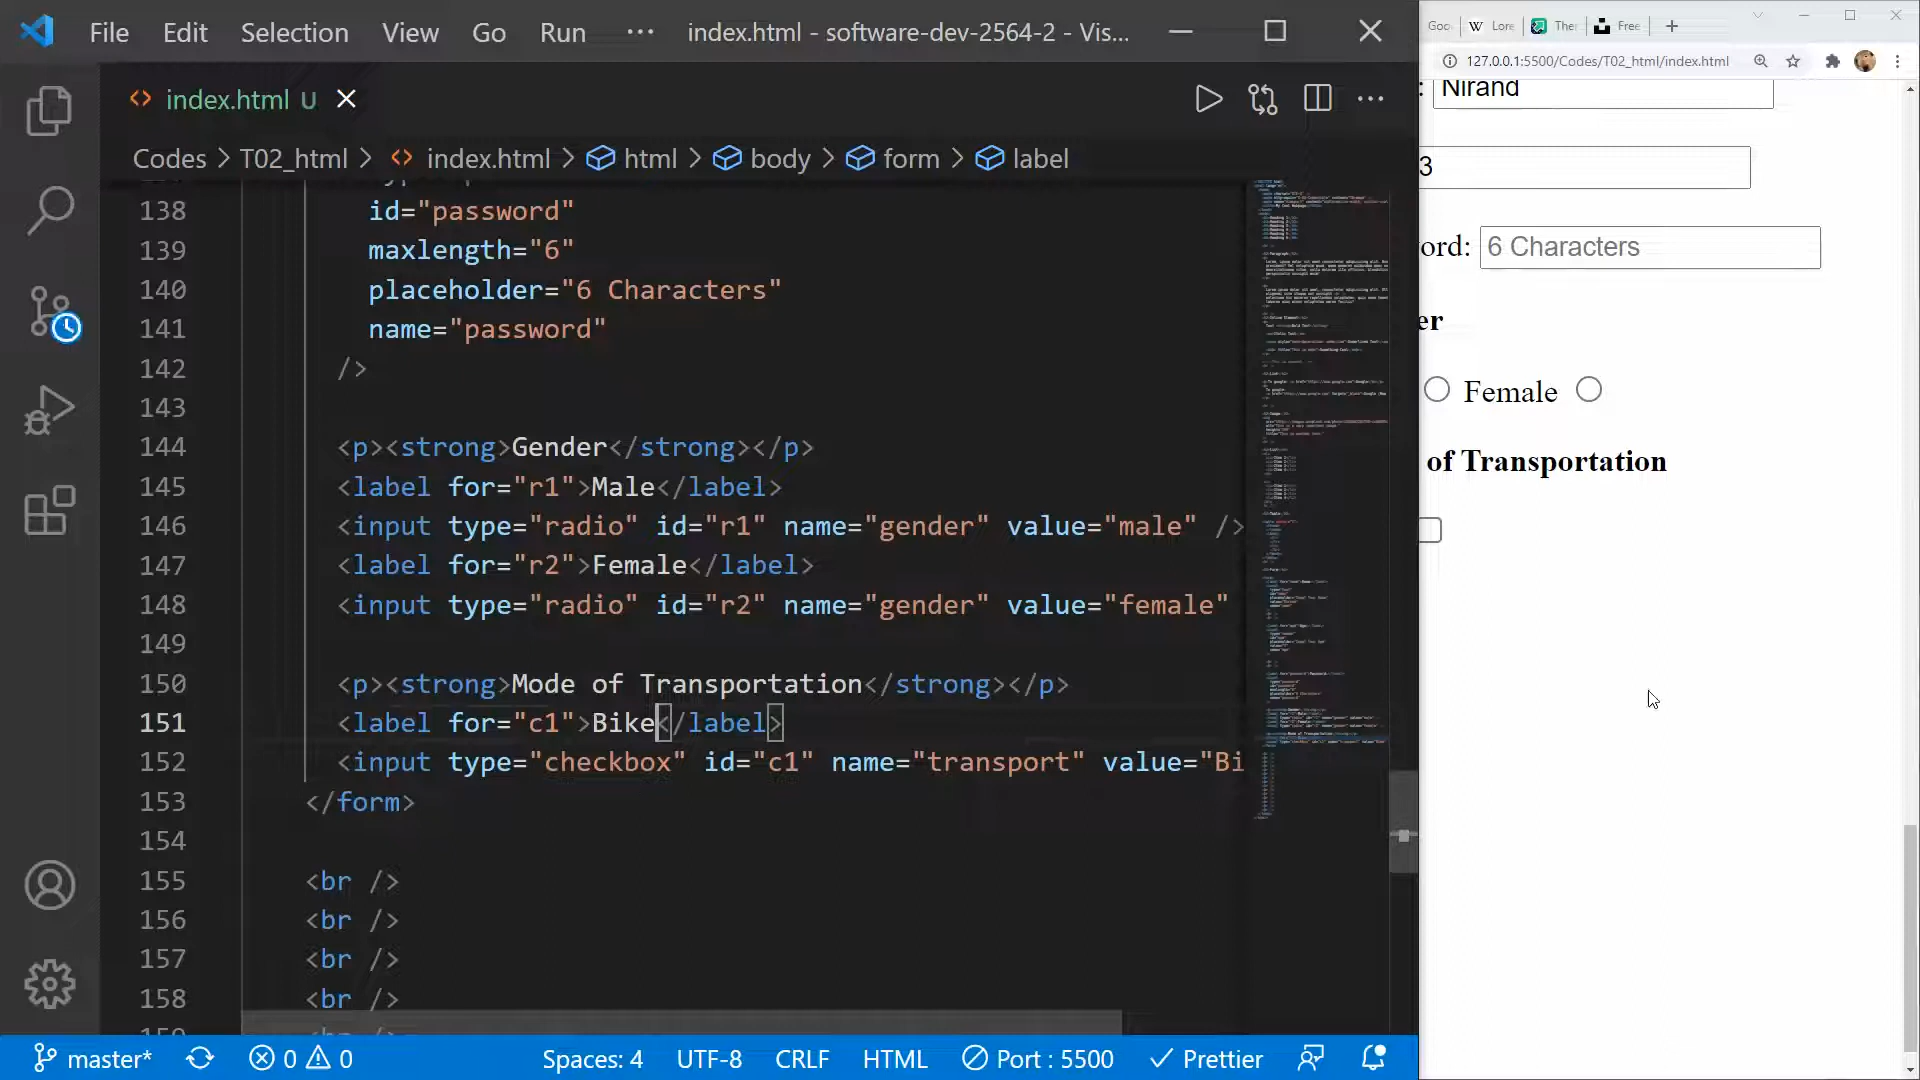 File Edit Selection View Go Run ··· index.html - software-dev-2564-2 - Vis...
index.html U
Codes > T02_html > index.html > html > body > form > label
138 id="password"
139 maxlength="6"
140 placeholder="6 Characters"
141 name="password"
142 />
143
144 <p><strong>Gender</strong></p>
145 <label for="r1">Male</label>
146 <input type="radio" id="r1" name="gender" value="male" />
147 <label for="r2">Female</label>
148 <input type="radio" id="r2" name="gender" value="female"
149
150 <p><strong>Mode of Transportation</strong></p>
151 <label for="c1">Bike</label>
152 <input type="checkbox" id="c1" name="transport" value="Bi
153 </form>
154
155 <br />
156 <br />
157 <br />
158 <br />
master* 0 0 Spaces: 4 UTF-8 CRLF HTML Port : 5500 Prettier
Goo W Lore Ther Free
127.0.0.1:5500/Codes/T02_html/index.html
: Nirand
3
ord: 6 Characters
er
Female
of Transportation